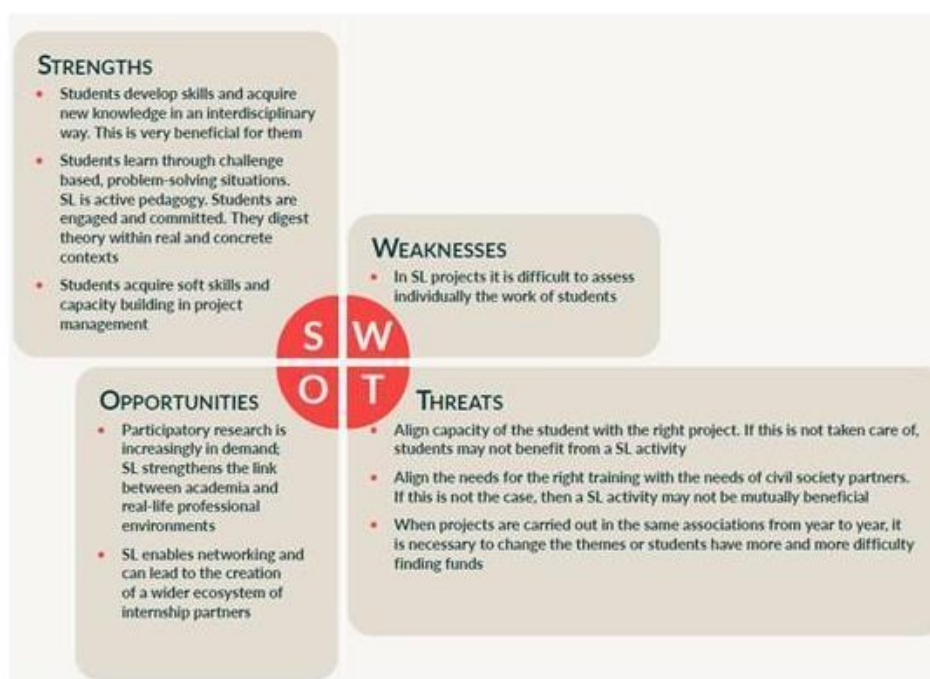 STRENGTHS
• Students develop skills and acquire
new knowledge in an interdisciplinary
way. This is very beneficial for them
• Students learn through challenge
based, problem-solving situations.
SL is active pedagogy. Students are
engaged and committed. They digest
theory within real and concrete
contexts
• Students acquire soft skills and
capacity building in project
management
WEAKNESSES
• In SL projects it is difficult to assess
individually the work of students
S W
O T
OPPORTUNITIES
• Participatory research is
increasingly in demand;
SL strengthens the link
between academia and
real-life professional
environments
• SL enables networking and
can lead to the creation
of a wider ecosystem of
internship partners
THREATS
• Align capacity of the student with the right project. If this is not taken care of,
students may not benefit from a SL activity
• Align the needs for the right training with the needs of civil society partners.
If this is not the case, then a SL activity may not be mutually beneficial
• When projects are carried out in the same associations from year to year, it
is necessary to change the themes or students have more and more difficulty
finding funds